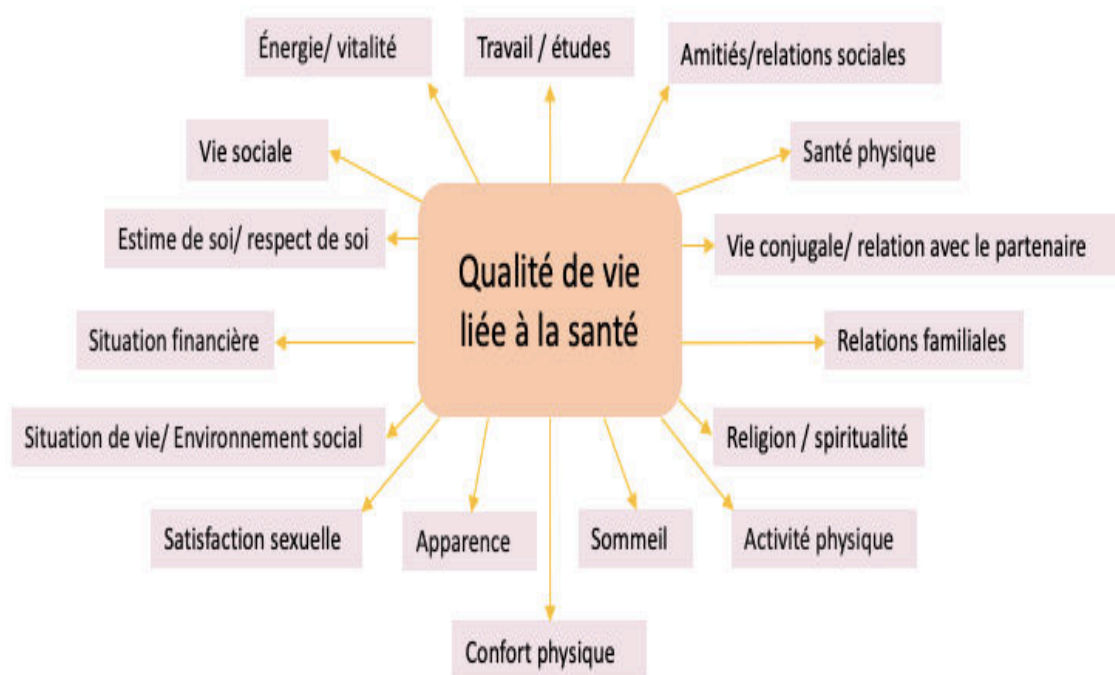 Énergie/ vitalité
Travail / études
Amitiés/relations sociales
Vie sociale
Santé physique
Estime de soi/ respect de soi
Qualité de vie
liée à la santé
Vie conjugale/ relation avec le partenaire
Situation financière
Relations familiales
Situation de vie/ Environnement social
Religion / spiritualité
Satisfaction sexuelle
Apparence
Sommeil
Activité physique
Confort physique